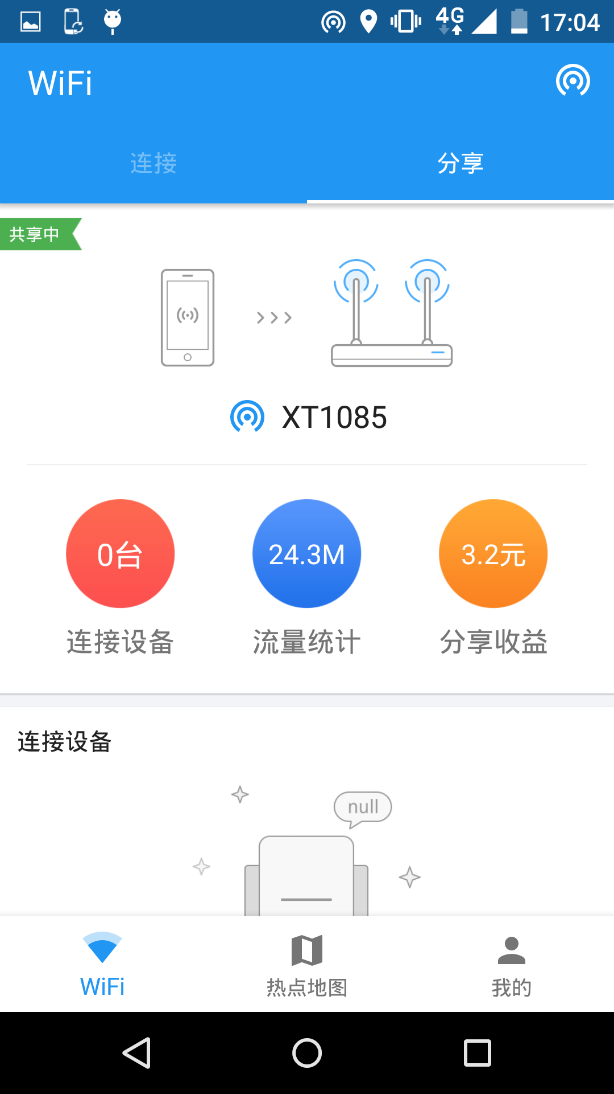 4G 17:04
WiFi
连接 分享
共享中
XT1085
0台 24.3M 3.2元
连接设备 流量统计 分享收益
连接设备
null
WiFi 热点地图 我的